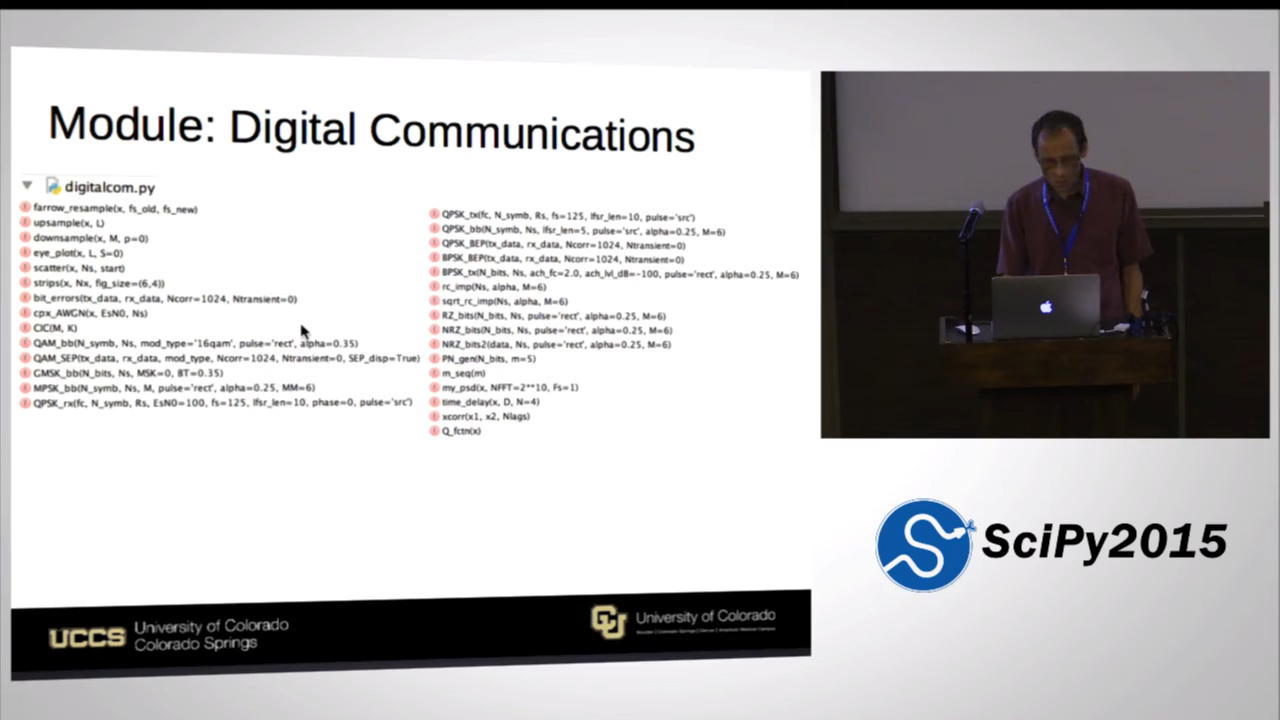 Module: Digital Communications
digitalcom.py
farrow_resample(x, fs_old, fs_new)
upsample(x, L)
downsample(x, M, p=0)
eye_plot(x, L, S=0)
scatter(x, Ns, start)
strips(x, Nx, fig_size=(6,4))
bit_errors(tx_data, rx_data, Ncorr=1024, Ntransient=0)
cpx_AWGN(x, EsN0, Ns)
CIC(M, K)
QAM_bb(N_symb, Ns, mod_type='16qam', pulse='rect', alpha=0.35)
QAM_SEP(tx_data, rx_data, mod_type, Ncorr=1024, Ntransient=0, SEP_disp=True)
GMSK_bb(N_bits, Ns, MSK=0, BT=0.35)
MPSK_bb(N_symb, Ns, M, pulse='rect', alpha=0.25, MM=6)
QPSK_rx(fc, N_symb, Rs, EsN0=100, fs=125, lfsr_len=10, phase=0, pulse='src')
QPSK_tx(fc, N_symb, Rs, fs=125, lfsr_len=10, pulse='src')
QPSK_bb(N_symb, Ns, lfsr_len=5, pulse='src', alpha=0.25, M=6)
QPSK_BEP(tx_data, rx_data, Ncorr=1024, Ntransient=0)
BPSK_BEP(tx_data, rx_data, Ncorr=1024, Ntransient=0)
BPSK_tx(N_bits, Ns, ach_fc=2.0, ach_lvl_dB=-100, pulse='rect', alpha=0.25, M=6)
rc_imp(Ns, alpha, M=6)
sqrt_rc_imp(Ns, alpha, M=6)
RZ_bits(N_bits, Ns, pulse='rect', alpha=0.25, M=6)
NRZ_bits(N_bits, Ns, pulse='rect', alpha=0.25, M=6)
NRZ_bits2(data, Ns, pulse='rect', alpha=0.25, M=6)
PN_gen(N_bits, m=5)
m_seq(m)
my_psd(x, NFFT=2**10, Fs=1)
time_delay(x, D, N=4)
xcorr(x1, x2, Nlags)
Q_fctn(x)
UCCS
University of Colorado
Colorado Springs
CU
University of Colorado
SciPy2015